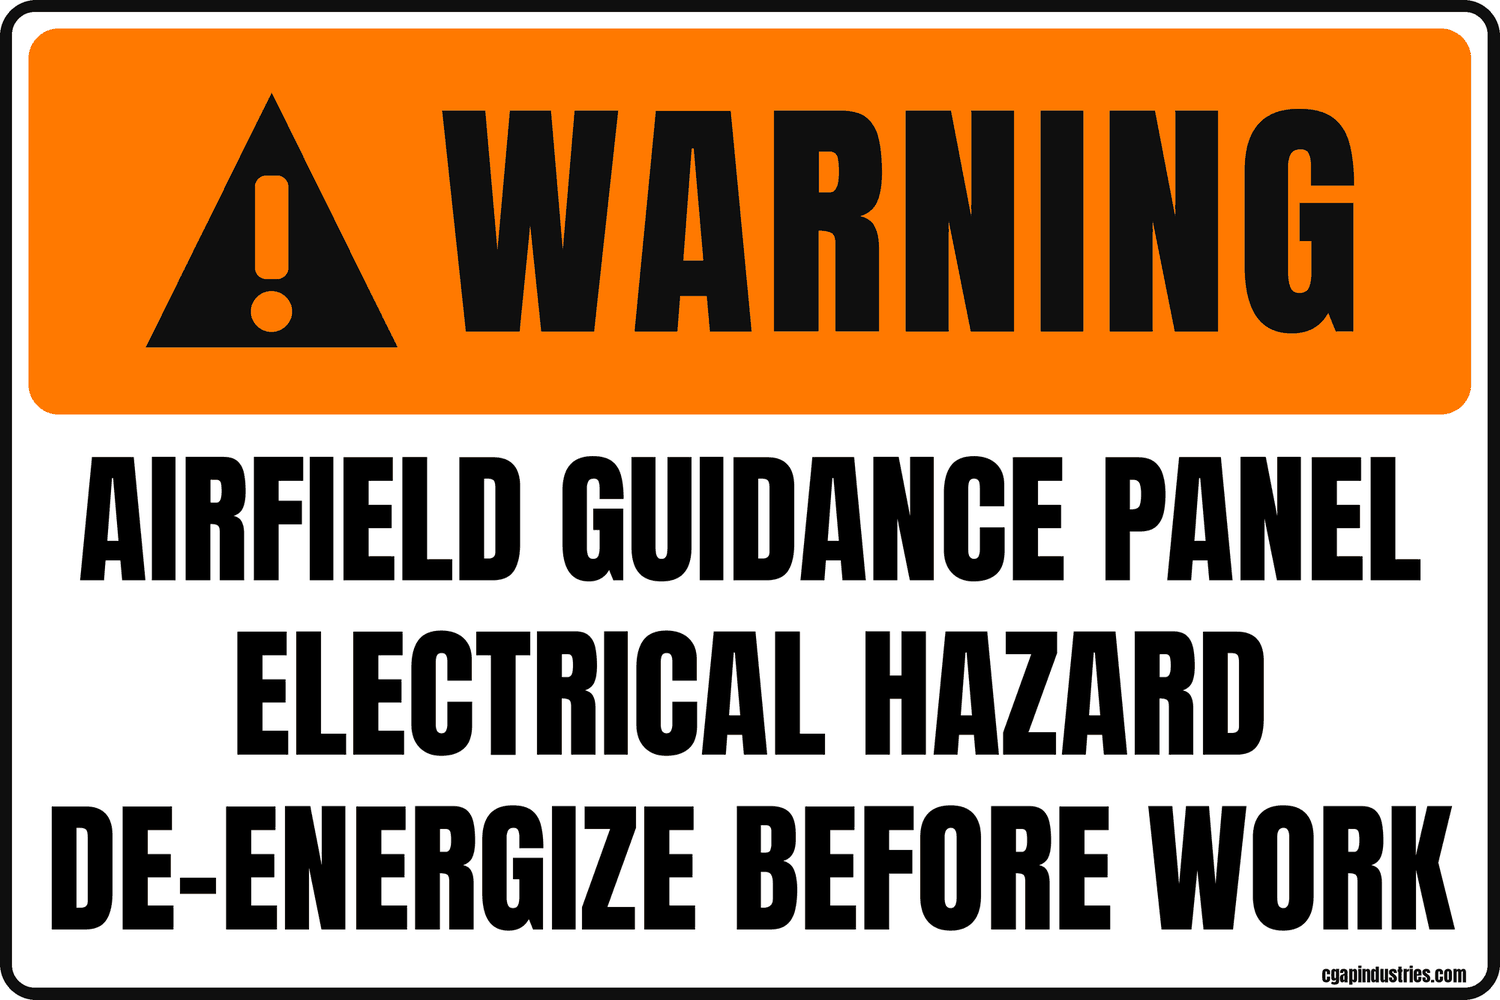 WARNING
AIRFIELD GUIDANCE PANEL
ELECTRICAL HAZARD
DE-ENERGIZE BEFORE WORK
cgapindustries.com